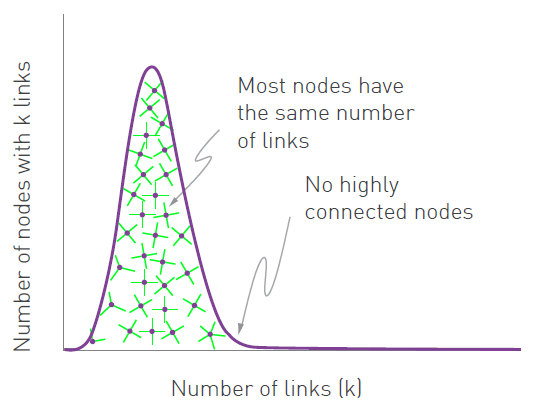 Number of nodes with k links
Most nodes have
the same number
of links
No highly
connected nodes
Number of links (k)